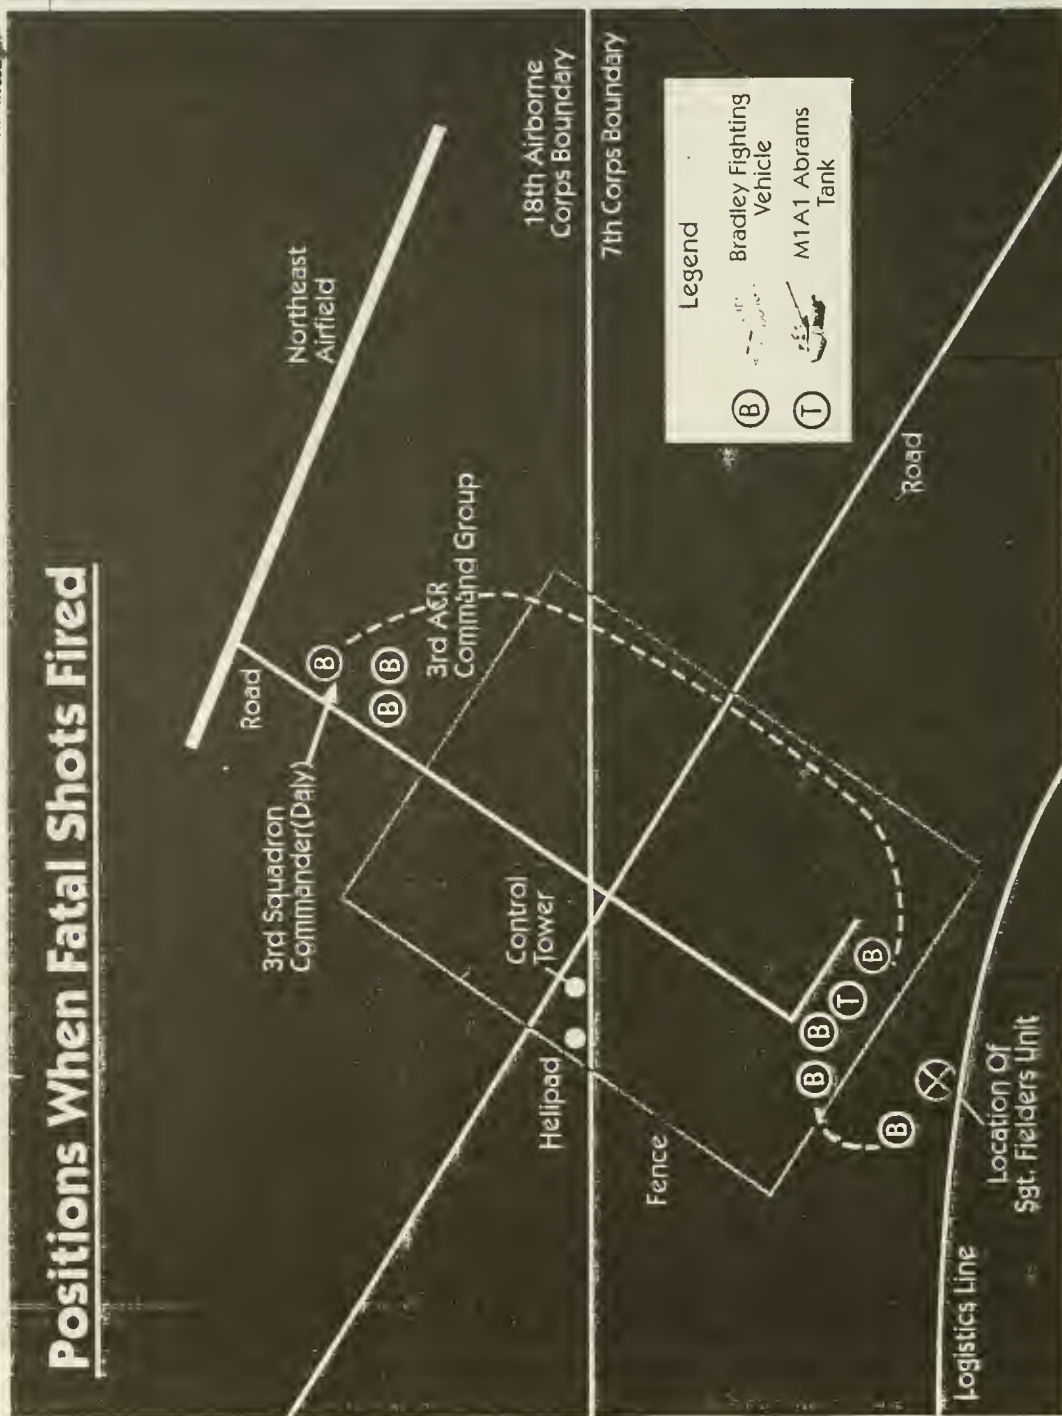 Positions When Fatal Shots Fired
Northeast
Airfield
Road
3rd Squadron
Commander(Daly)
B
B
B
3rd ACR
Command Group
18th Airborne
Corps Boundary
7th Corps Boundary
Control
Tower
Helipad
Fence
Legend
B
Bradley Fighting
Vehicle
T
M1A1 Abrams
Tank
Road
B
B
T
B
B
Location Of
Sgt. Fielders Unit
Logistics Line